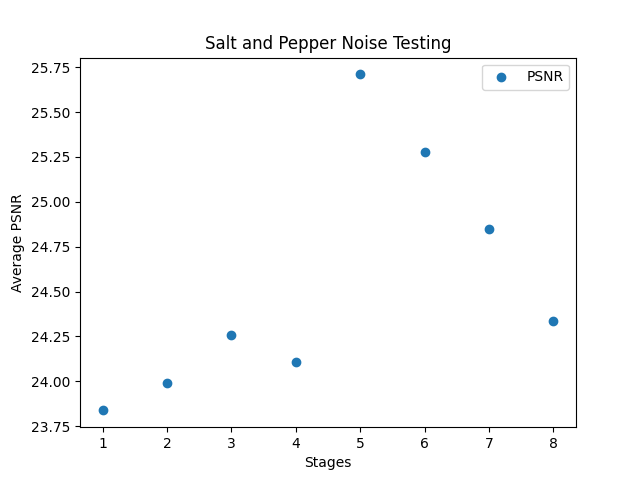 Salt and Pepper Noise Testing
PSNR
25.75
25.50
25.25
25.00
24.75
24.50
24.25
24.00
23.75
Average PSNR
1 2 3 4 5 6 7 8
Stages